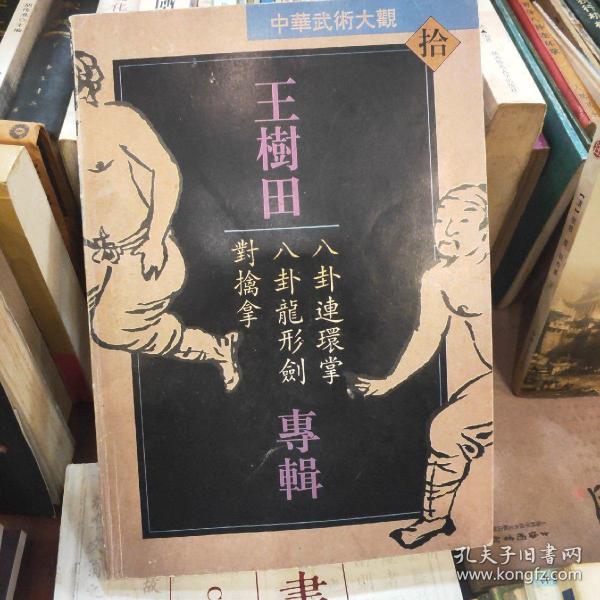 中華武術大觀
拾
王樹田
八卦連環掌
八卦龍形劍
對擒拿
專輯
書
孔夫子旧书网
www.kongfz.com